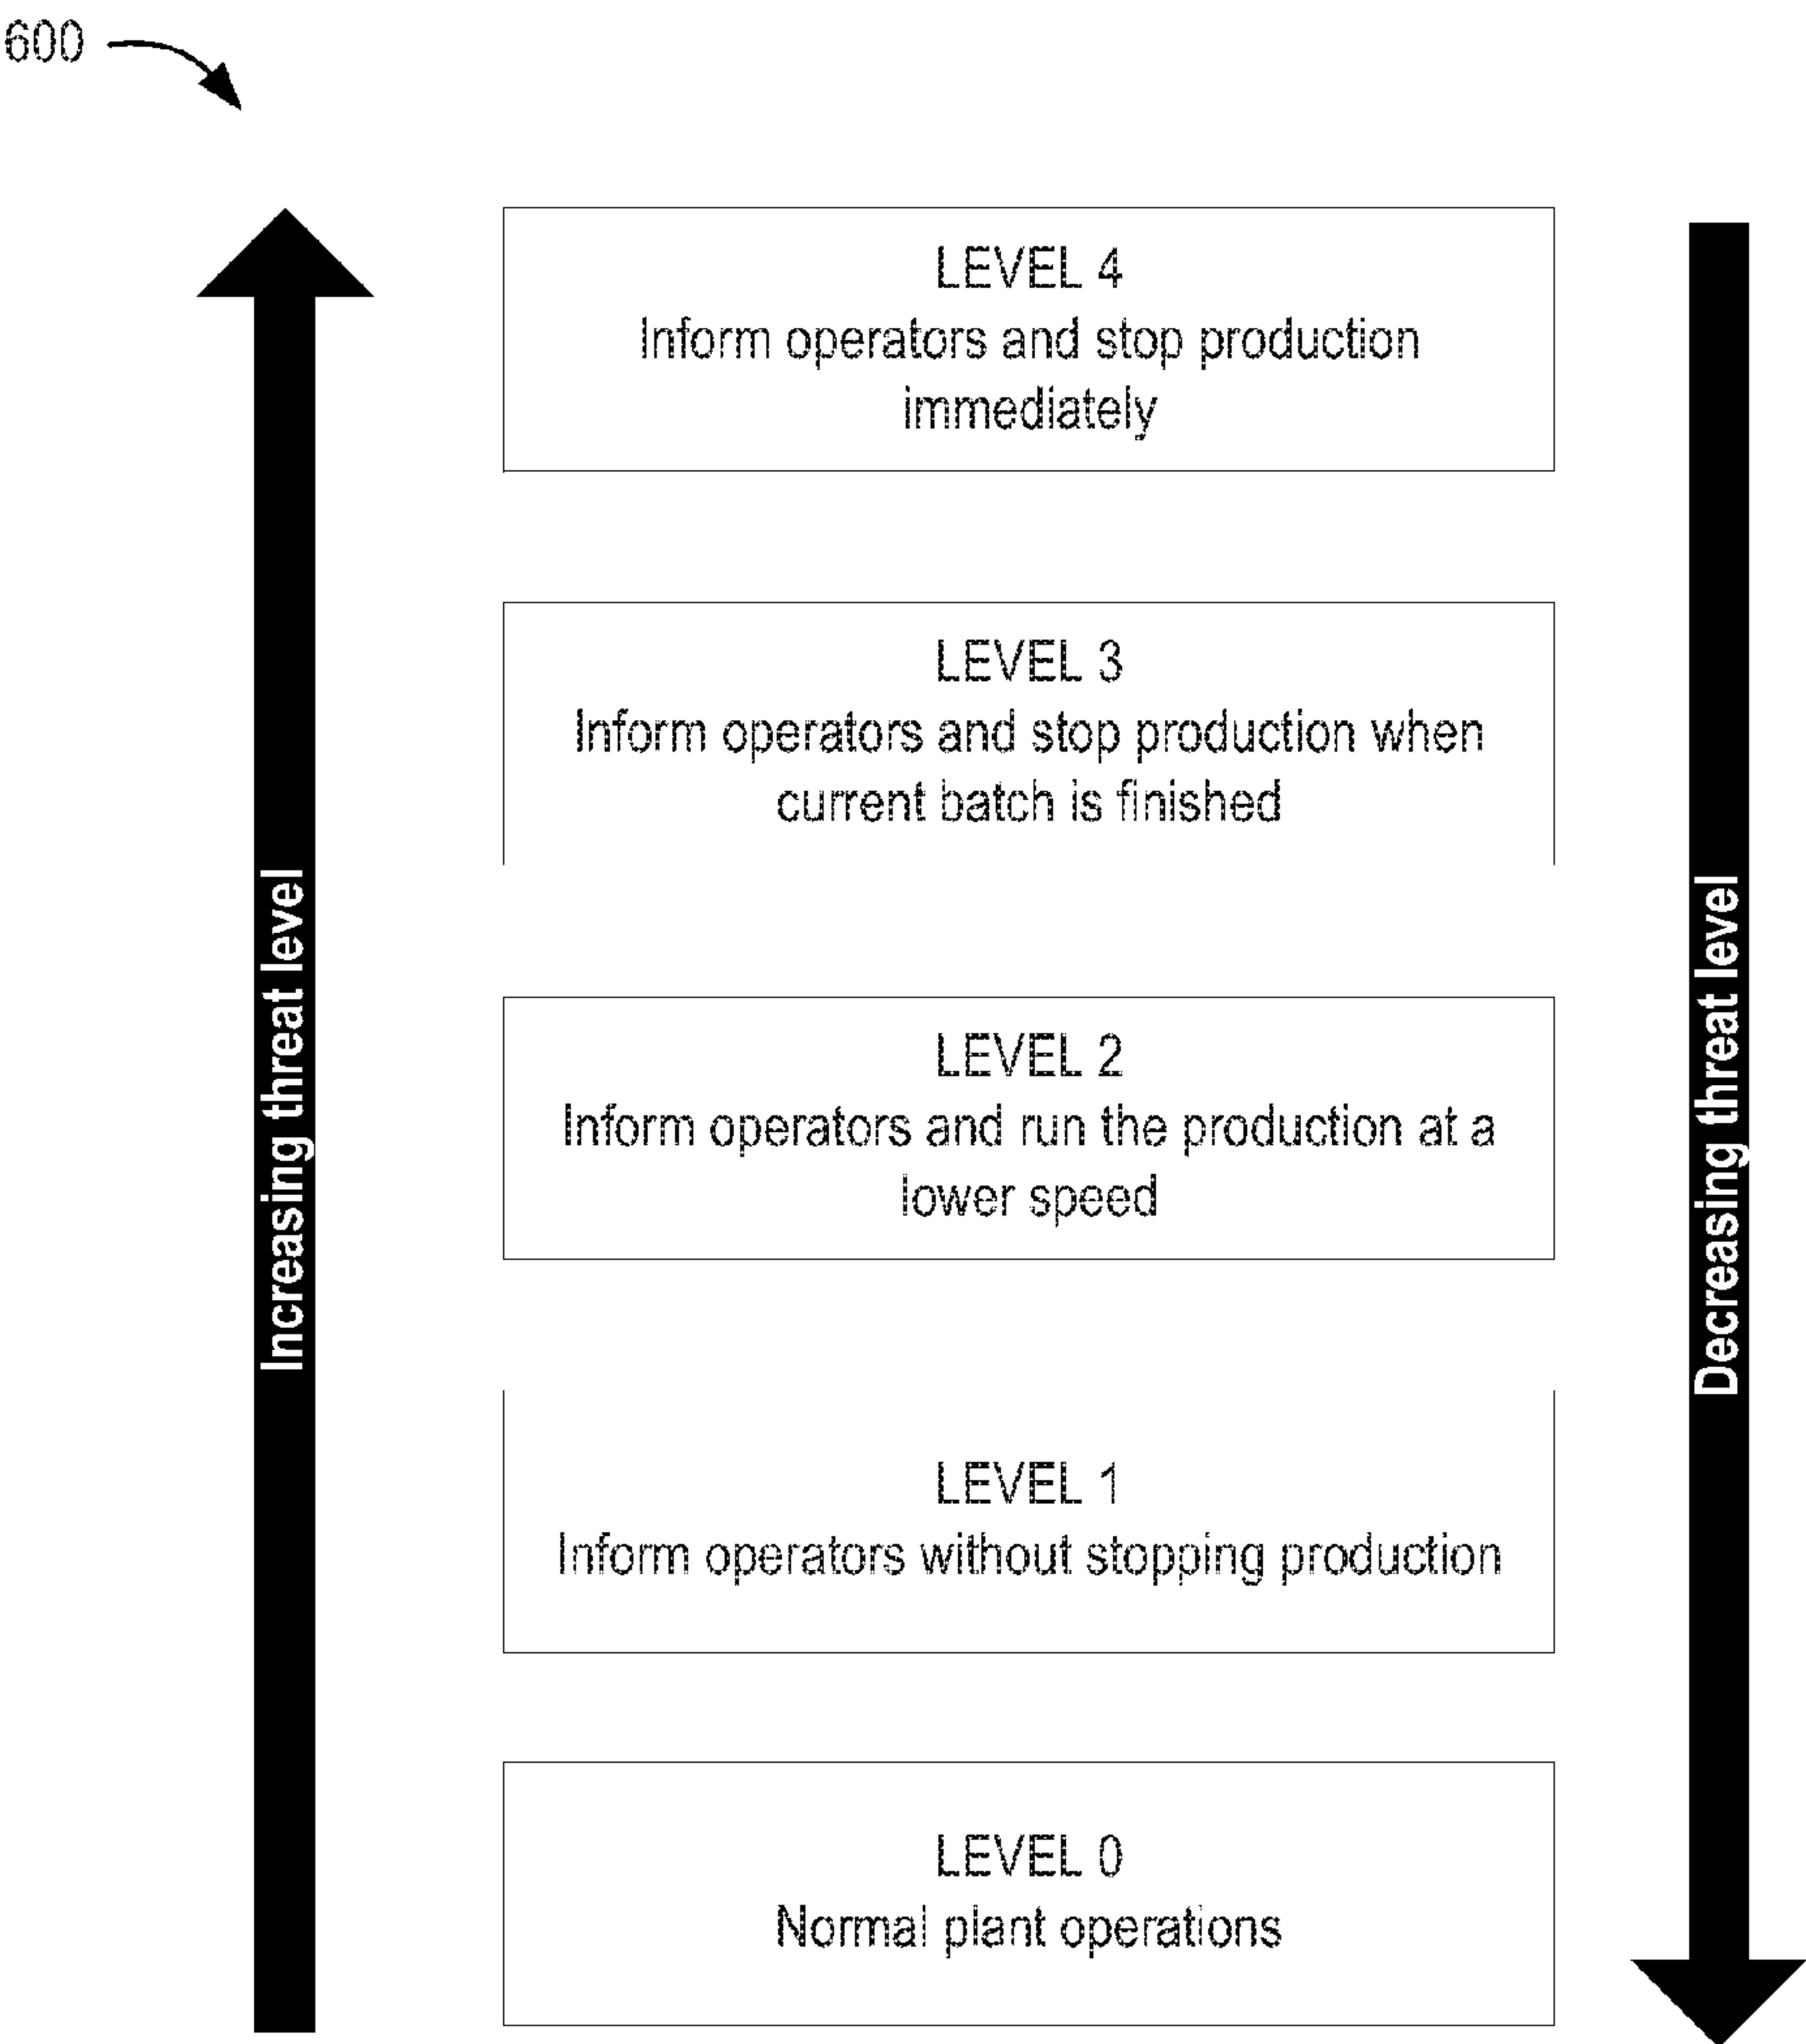 600
LEVEL 4
Inform operators and stop production
immediately
LEVEL 3
Inform operators and stop production when
current batch is finished
LEVEL 2
Inform operators and run the production at a
lower speed
LEVEL 1
Inform operators without stopping production
LEVEL 0
Normal plant operations
Increasing threat level
Decreasing threat level